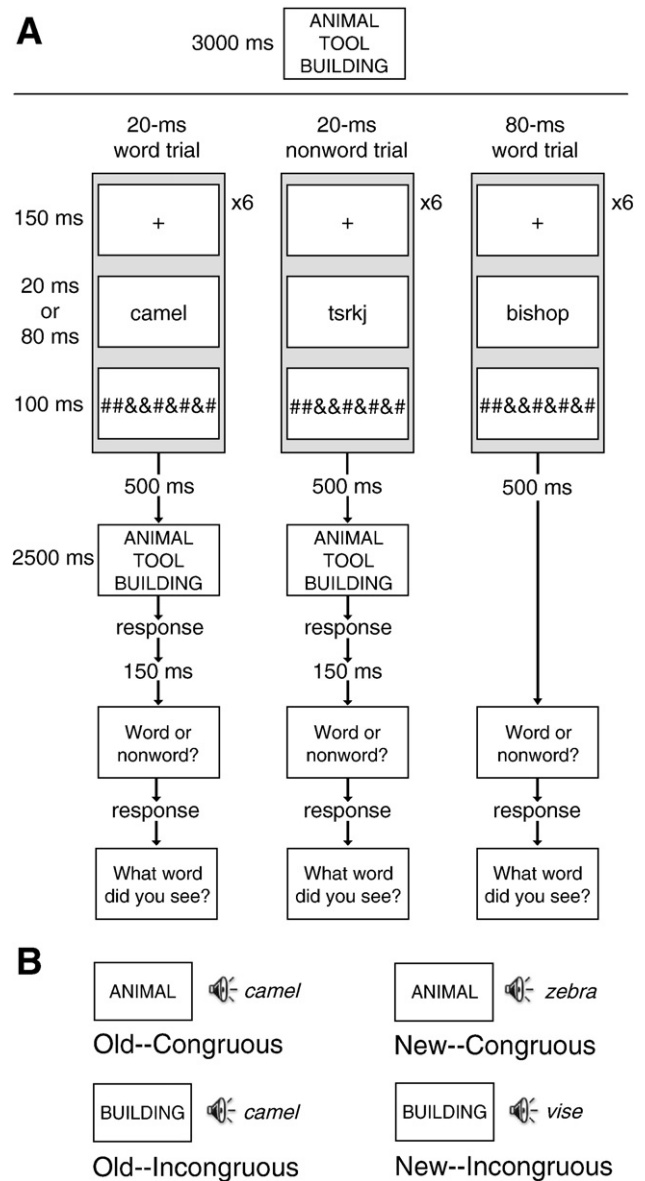 A
3000 ms
ANIMAL
TOOL
BUILDING
20-ms
word trial
20-ms
nonword trial
80-ms
word trial
x6
x6
x6
150 ms
+
+
+
20 ms
or
80 ms
camel
tsrkj
bishop
100 ms
##&&#&#&#
##&&#&#&#
##&&#&#&#
500 ms
500 ms
500 ms
2500 ms
ANIMAL
TOOL
BUILDING
ANIMAL
TOOL
BUILDING
response
response
150 ms
150 ms
Word or
nonword?
Word or
nonword?
Word or
nonword?
response
response
response
What word
did you see?
What word
did you see?
What word
did you see?
B
ANIMAL
camel
ANIMAL
zebra
Old--Congruous
New--Congruous
BUILDING
camel
BUILDING
vise
Old--Incongruous
New--Incongruous